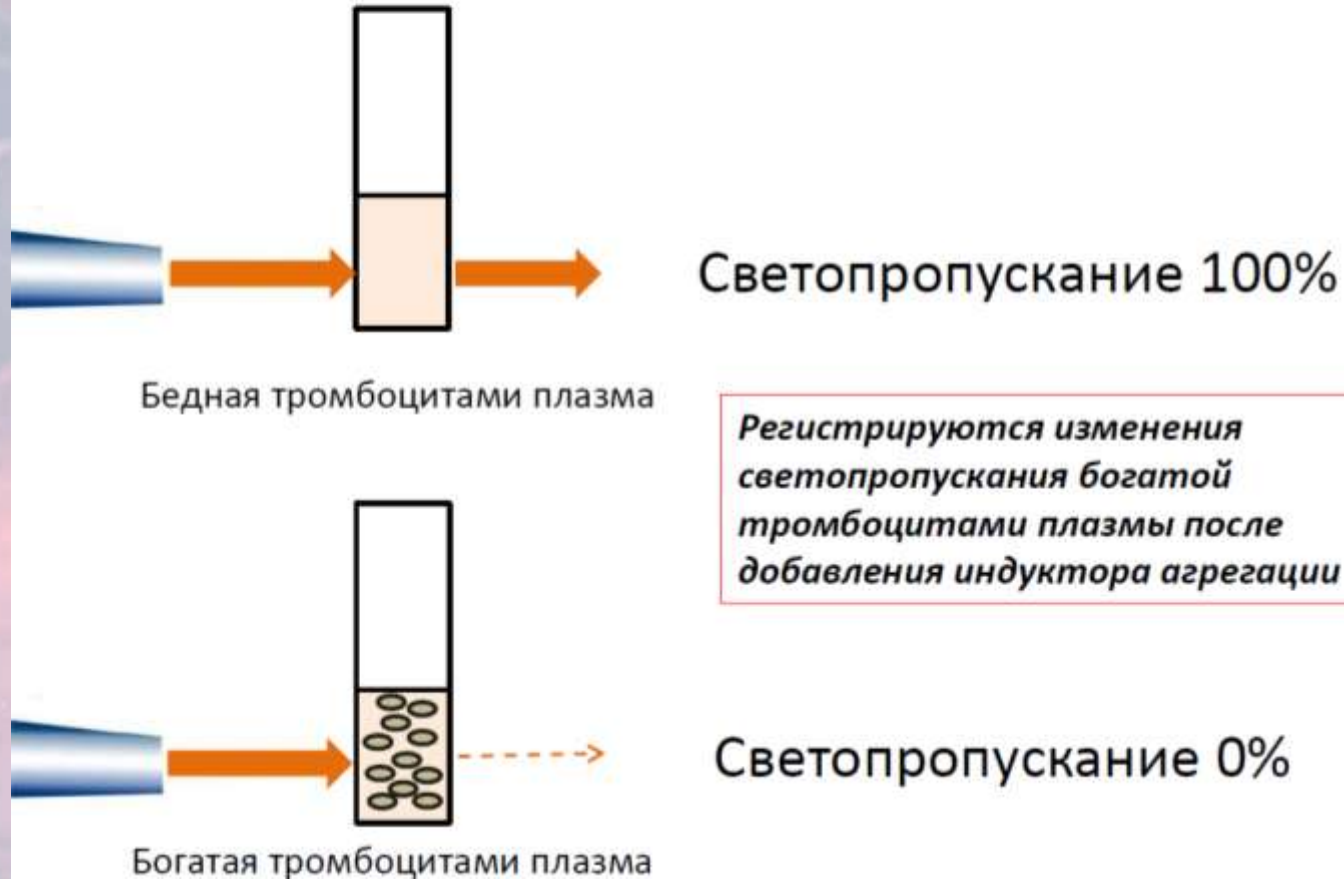 Светопропускание 100%
Бедная тромбоцитами плазма
Регистрируются изменения
светопропускания богатой
тромбоцитами плазмы после
добавления индуктора агрегации
Светопропускание 0%
Богатая тромбоцитами плазма